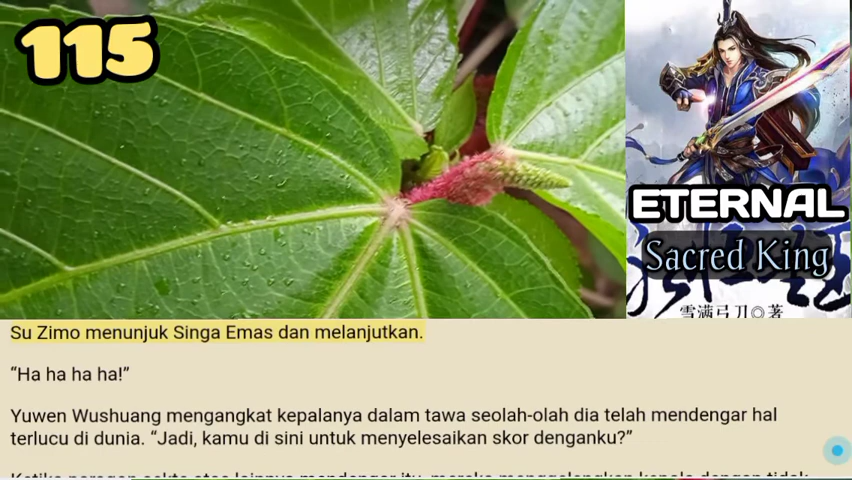 115
ETERNAL
Sacred King
雪满弓刀◎著
Su Zimo menunjuk Singa Emas dan melanjutkan.
“Ha ha ha ha!”
Yuwen Wushuang mengangkat kepalanya dalam tawa seolah-olah dia telah mendengar hal
terlucu di dunia. “Jadi, kamu di sini untuk menyelesaikan skor denganku?”